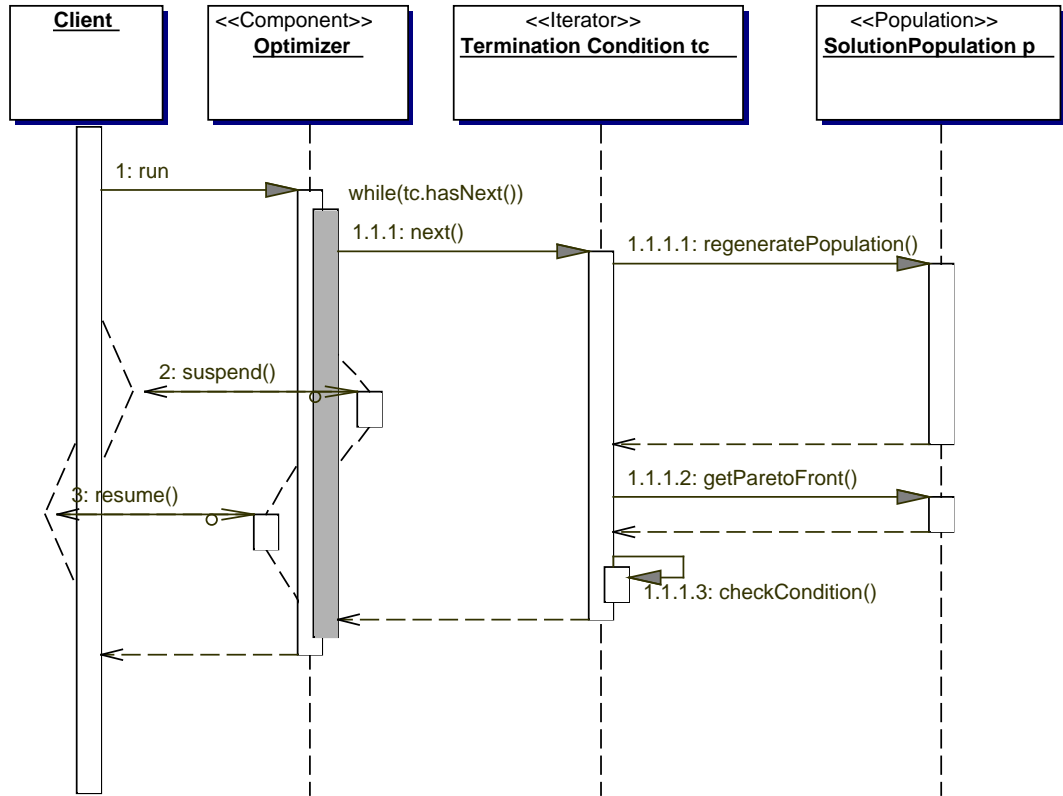 Client
<<Component>>
Optimizer
<<Iterator>>
Termination Condition tc
<<Population>>
SolutionPopulation p
1: run
while(tc.hasNext())
1.1.1: next()
1.1.1.1: regeneratePopulation()
2: suspend()
1.1.1.2: getParetoFront()
3: resume()
1.1.1.3: checkCondition()